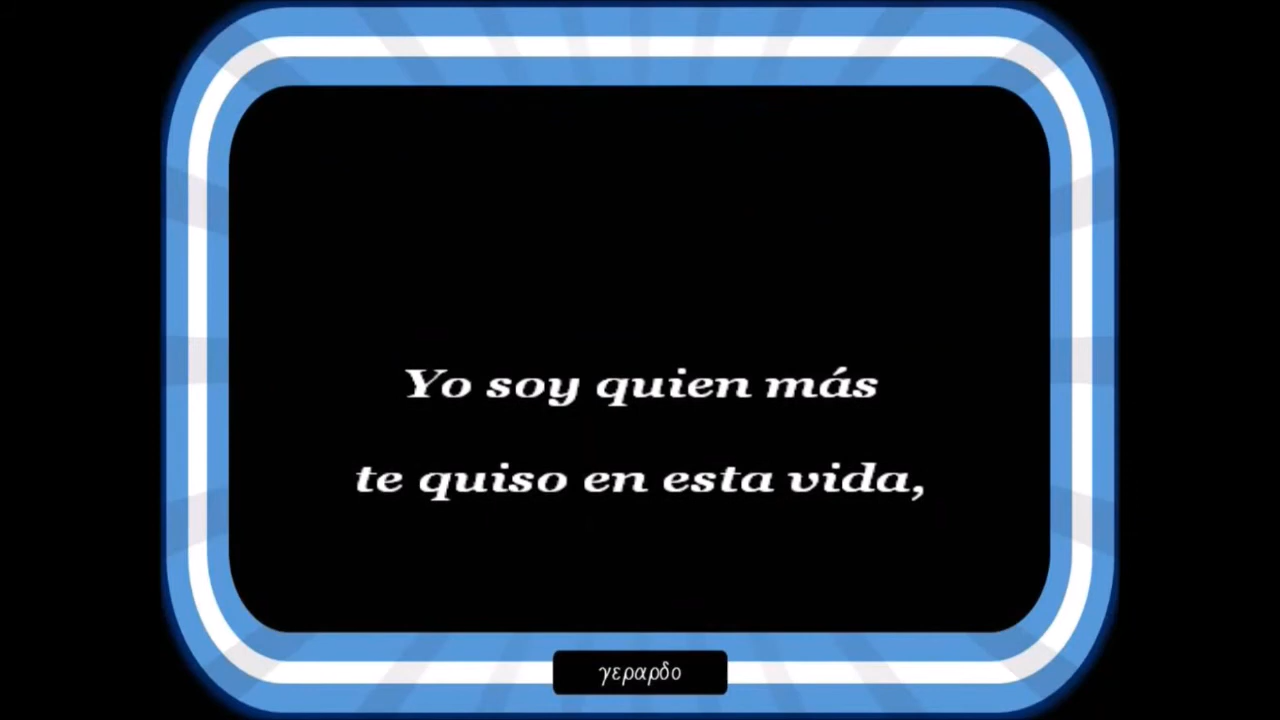 Yo soy quien más
te quiso en esta vida,
γεραρδο